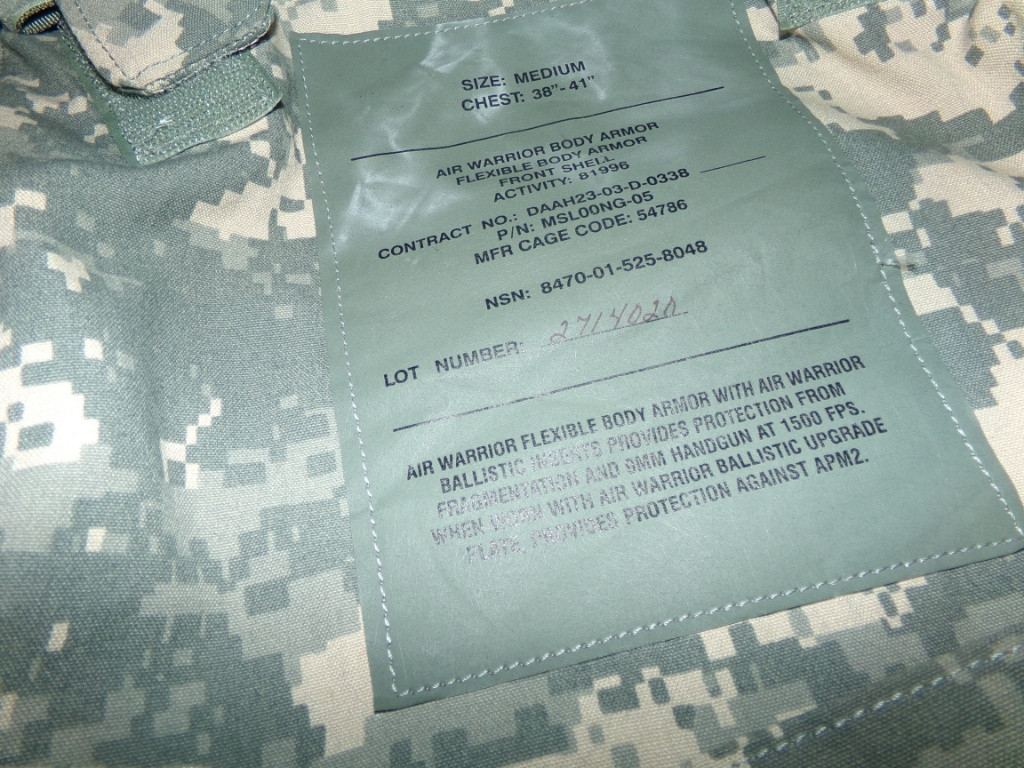 SIZE: MEDIUM
CHEST: 38"- 41"
AIR WARRIOR BODY ARMOR
FLEXIBLE BODY ARMOR
FRONT SHELL
ACTIVITY: 81996
CONTRACT NO.: DAAH23-03-D-0338
P/N: MSL00NG-05
MFR CAGE CODE: 54786
NSN: 8470-01-525-8048
LOT NUMBER:
AIR WARRIOR FLEXIBLE BODY ARMOR WITH AIR WARRIOR
BALLISTIC INSERTS PROVIDES PROTECTION FROM
FRAGMENTATION AND 9MM HANDGUN AT 1500 FPS.
WHEN WORN WITH AIR WARRIOR BALLISTIC UPGRADE
PLATE, PROVIDES PROTECTION AGAINST APM2.